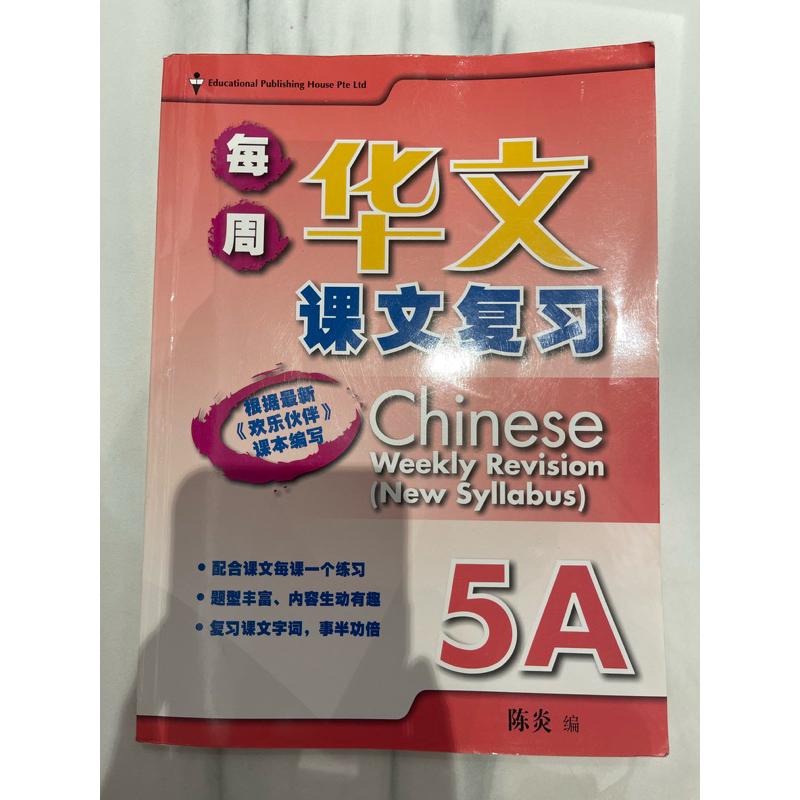 Educational Publishing House Pte Ltd
每周
华文
课文复习
根据最新
《欢乐伙伴》
课本编写
Chinese
Weekly Revision
(New Syllabus)
• 配合课文每课一个练习
• 题型丰富、内容生动有趣
• 复习课文字词，事半功倍
5A
陈炎 编